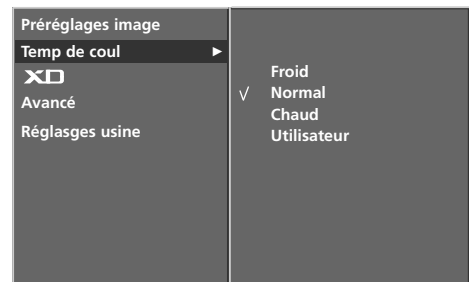 Préréglages image
Temp de coul ▶
XD
Avancé
Réglasges usine
Froid
√ Normal
Chaud
Utilisateur